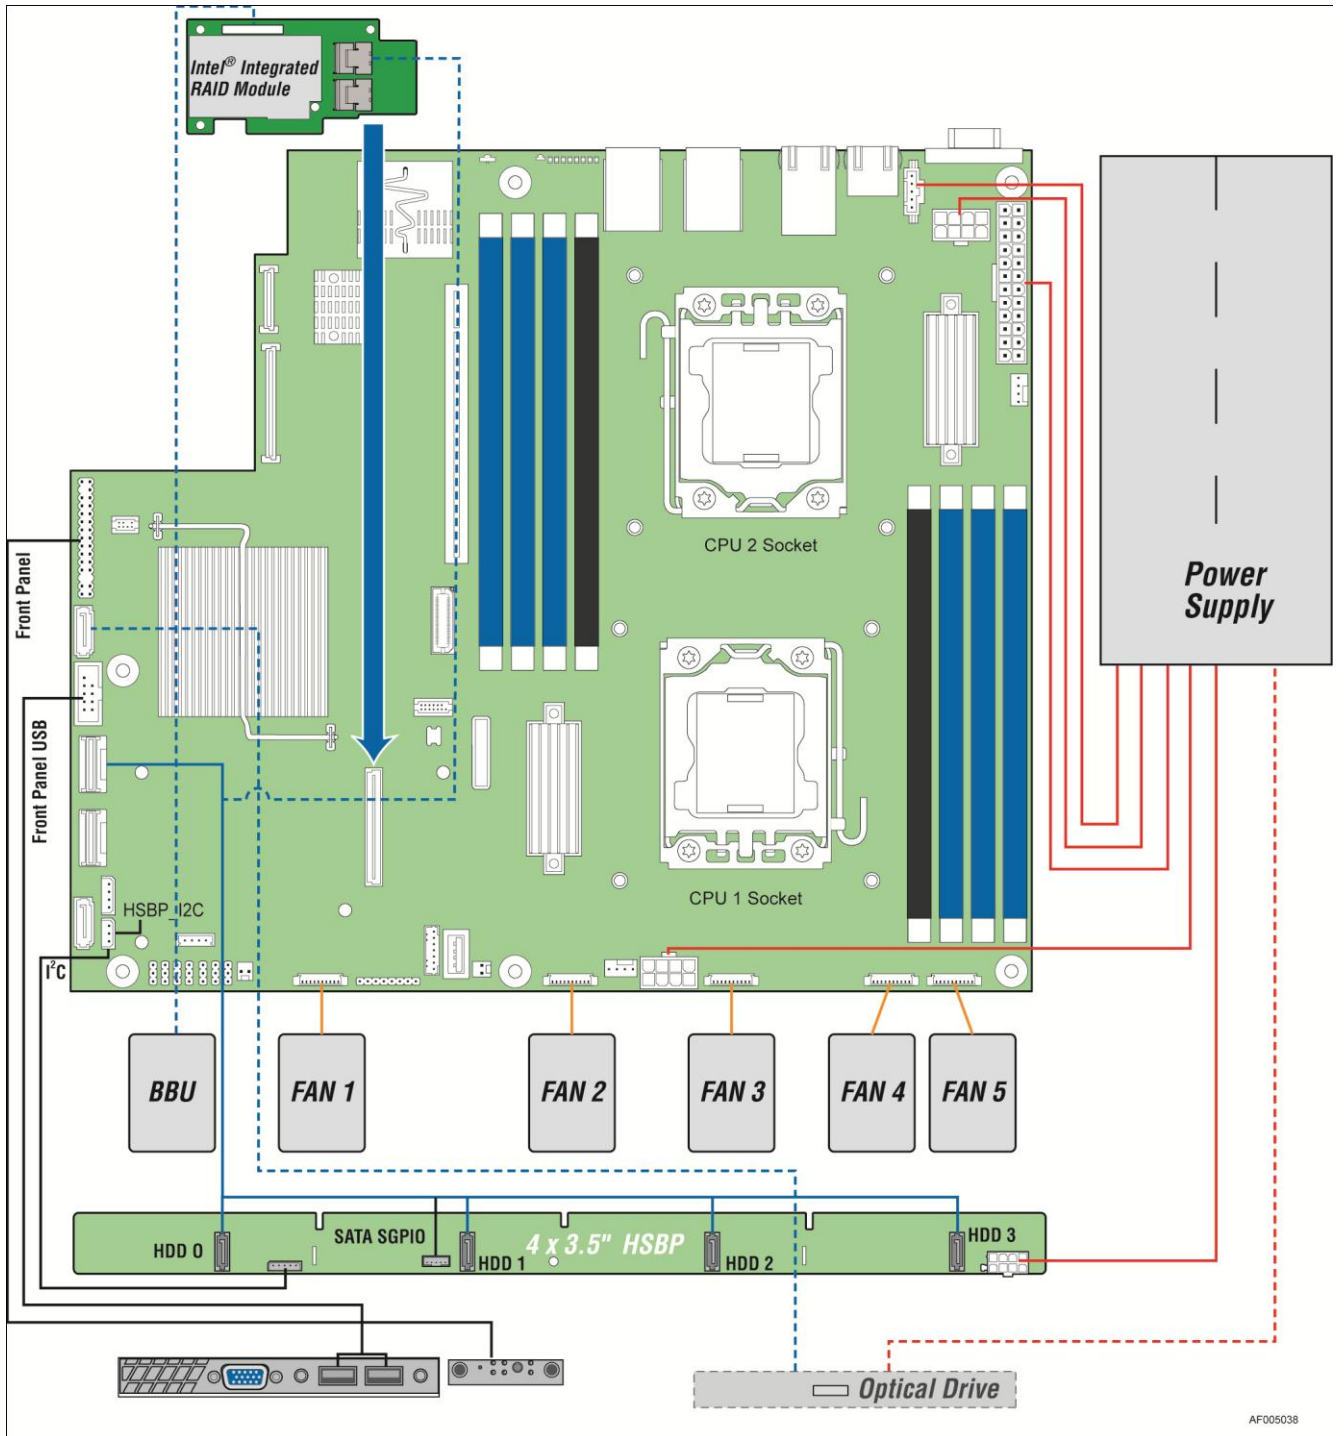 Intel® Integrated
RAID Module
CPU 2 Socket
Front Panel
Power
Supply
Front Panel USB
CPU 1 Socket
HSBP_I2C
I²C
BBU
FAN 1
FAN 2
FAN 3
FAN 4
FAN 5
HDD 0
SATA SGPIO
HDD 1
4 x 3.5" HSBP
HDD 2
HDD 3
Optical Drive
AF005038